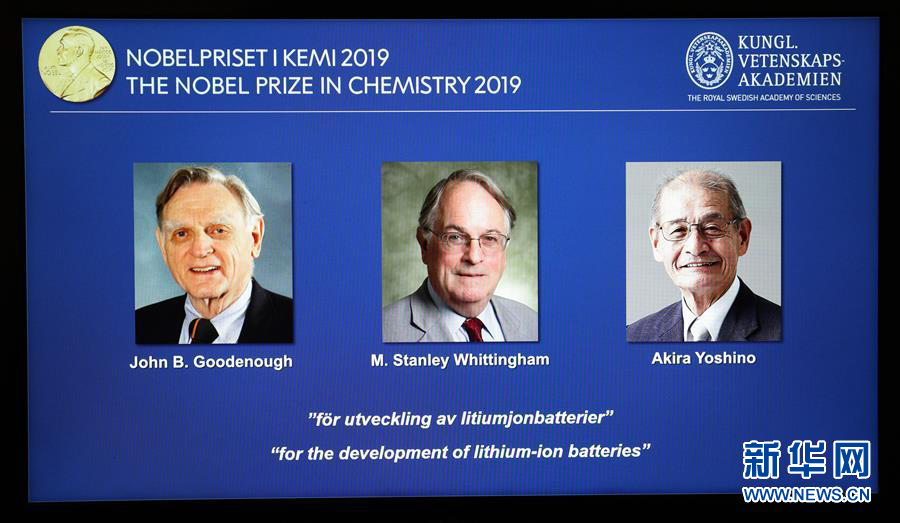 NOBELPRISET I KEMI 2019
THE NOBEL PRIZE IN CHEMISTRY 2019
KUNGL.
VETENSKAPS-
AKADEMIEN
THE ROYAL SWEDISH ACADEMY OF SCIENCES
John B. Goodenough
M. Stanley Whittingham
Akira Yoshino
”för utveckling av litiumjonbatterier”
“for the development of lithium-ion batteries”
新华网
WWW.NEWS.CN